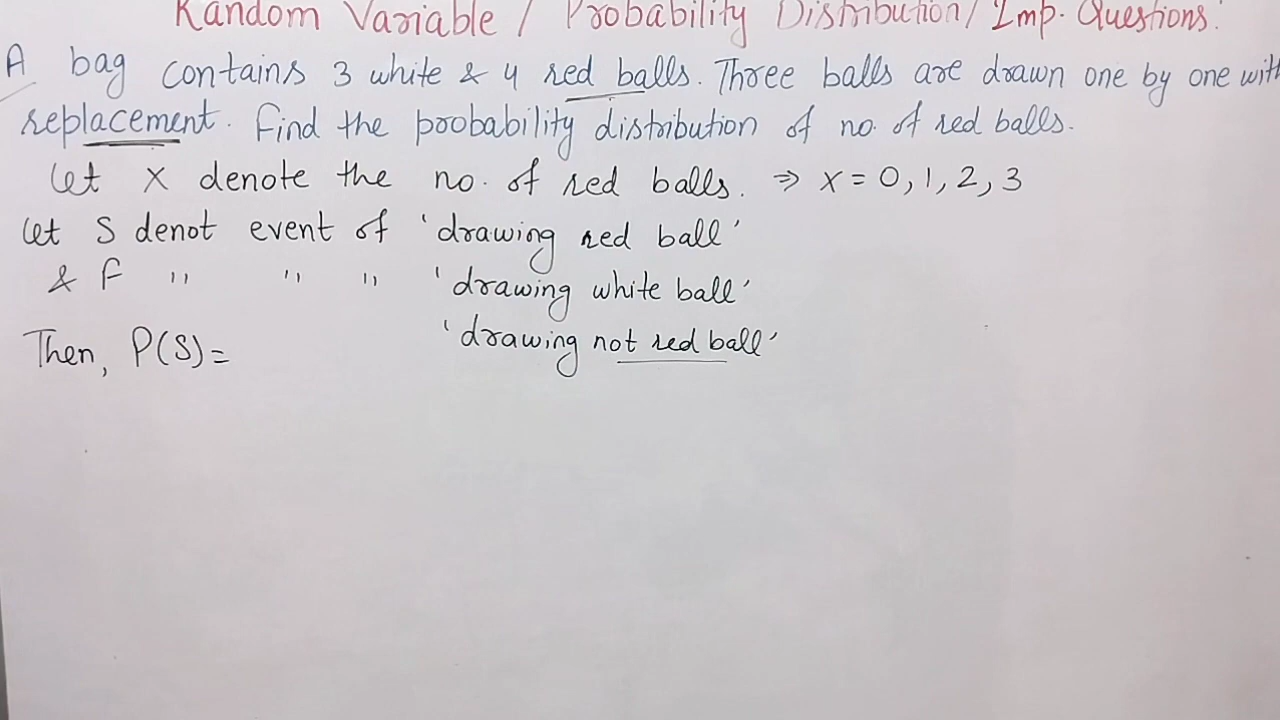 Random Variable / Probability Distribution / Imp. Questions.
A bag contains 3 white & 4 red balls. Three balls are drawn one by one with
replacement. Find the probability distribution of no. of red balls.
Let X denote the no. of red balls. ⇒ X = 0, 1, 2, 3
Let S denot event of 'drawing red ball'
& F " " " 'drawing white ball'
'drawing not red ball'
Then, P(S) =